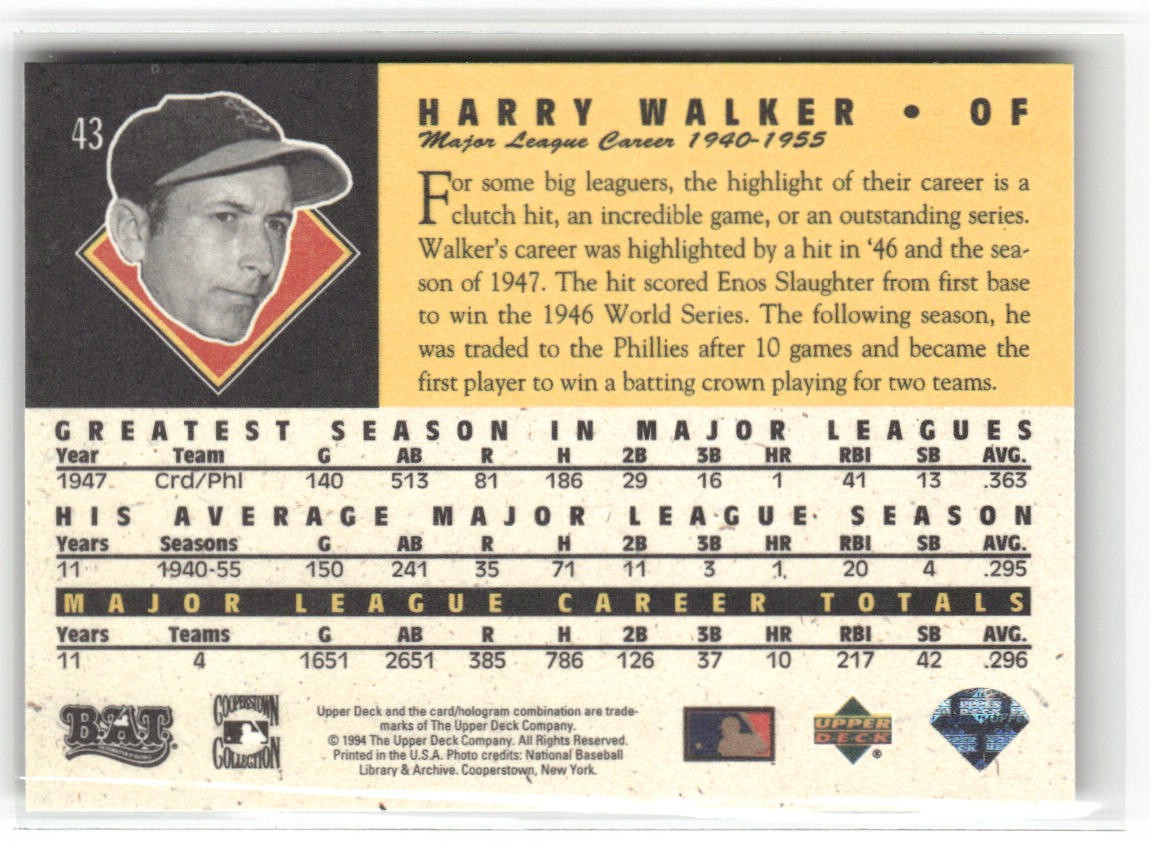 43
HARRY WALKER • OF
Major League Career 1940-1955
For some big leaguers, the highlight of their career is a
clutch hit, an incredible game, or an outstanding series.
Walker's career was highlighted by a hit in '46 and the sea-
son of 1947. The hit scored Enos Slaughter from first base
to win the 1946 World Series. The following season, he
was traded to the Phillies after 10 games and became the
first player to win a batting crown playing for two teams.
GREATEST SEASON IN MAJOR LEAGUES
Year Team G AB R H 2B 3B HR RBI SB AVG.
1947 Crd/Phl 140 513 81 186 29 16 1 41 13 .363
HIS AVERAGE MAJOR LEAGUE SEASON
Years Seasons G AB R H 2B 3B HR RBI SB AVG.
11 1940-55 150 241 35 71 11 3 1 20 4 .295
MAJOR LEAGUE CAREER TOTALS
Years Teams G AB R H 2B 3B HR RBI SB AVG.
11 4 1651 2651 385 786 126 37 10 217 42 .296
B.A.T.
COOPERSTOWN
COLLECTION
Upper Deck and the card/hologram combination are trade-
marks of The Upper Deck Company.
© 1994 The Upper Deck Company. All Rights Reserved.
Printed in the U.S.A. Photo credits: National Baseball
Library & Archive. Cooperstown, New York.
UPPER
DECK
®
UPPER
DECK